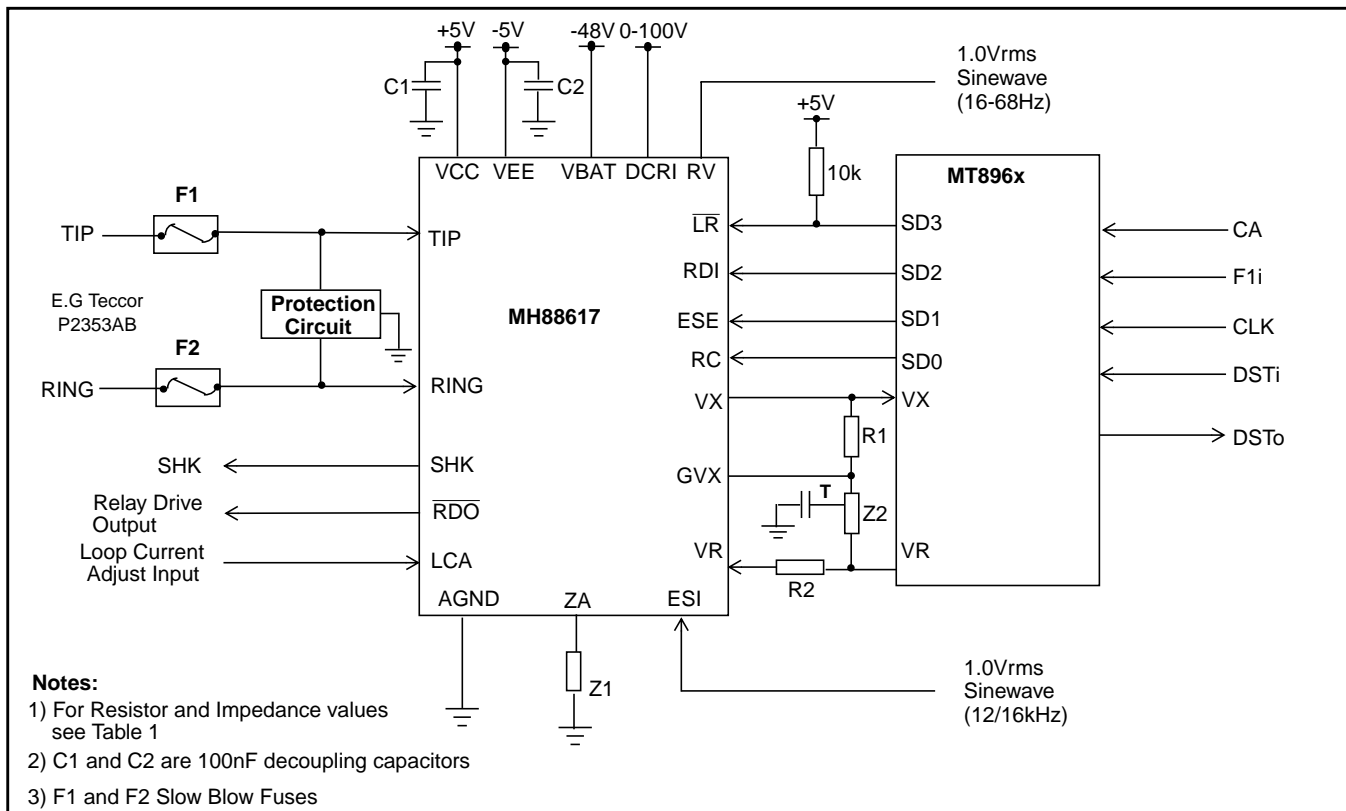 +5V
-5V
-48V
0-100V
1.0Vrms
Sinewave
(16-68Hz)
C1
C2
+5V
10k
VCC
VEE
VBAT
DCRI
RV
MT896x
F1
TIP
TIP
LR
SD3
CA
RDI
SD2
F1i
E.G Teccor
P2353AB
Protection
Circuit
MH88617
ESE
SD1
CLK
F2
RC
SD0
RING
RING
VX
VX
DSTi
R1
DSTo
SHK
SHK
GVX
T
Z2
Relay Drive
Output
RDO
Loop Current
Adjust Input
LCA
VR
R2
VR
AGND
ZA
ESI
Z1
1.0Vrms
Sinewave
(12/16kHz)
Notes:
1) For Resistor and Impedance values
see Table 1
2) C1 and C2 are 100nF decoupling capacitors
3) F1 and F2 Slow Blow Fuses